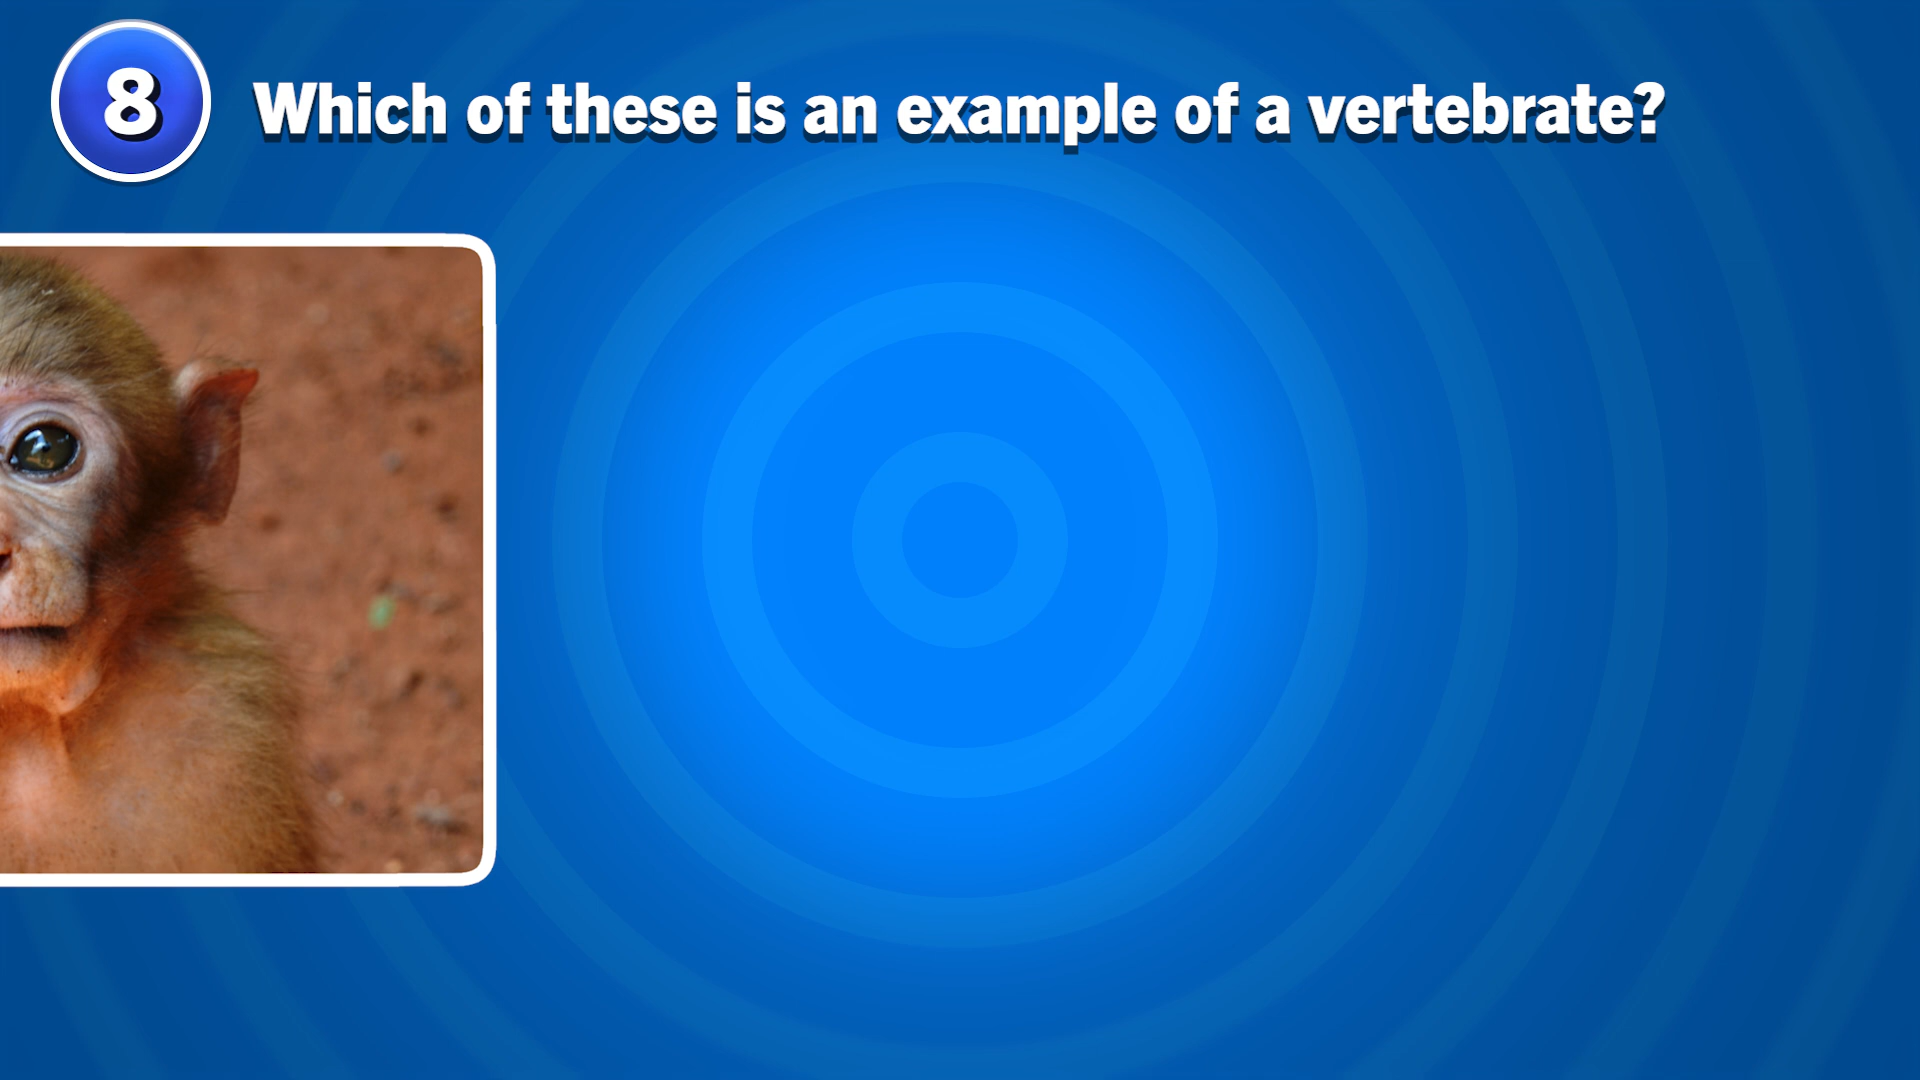 8
Which of these is an example of a vertebrate?